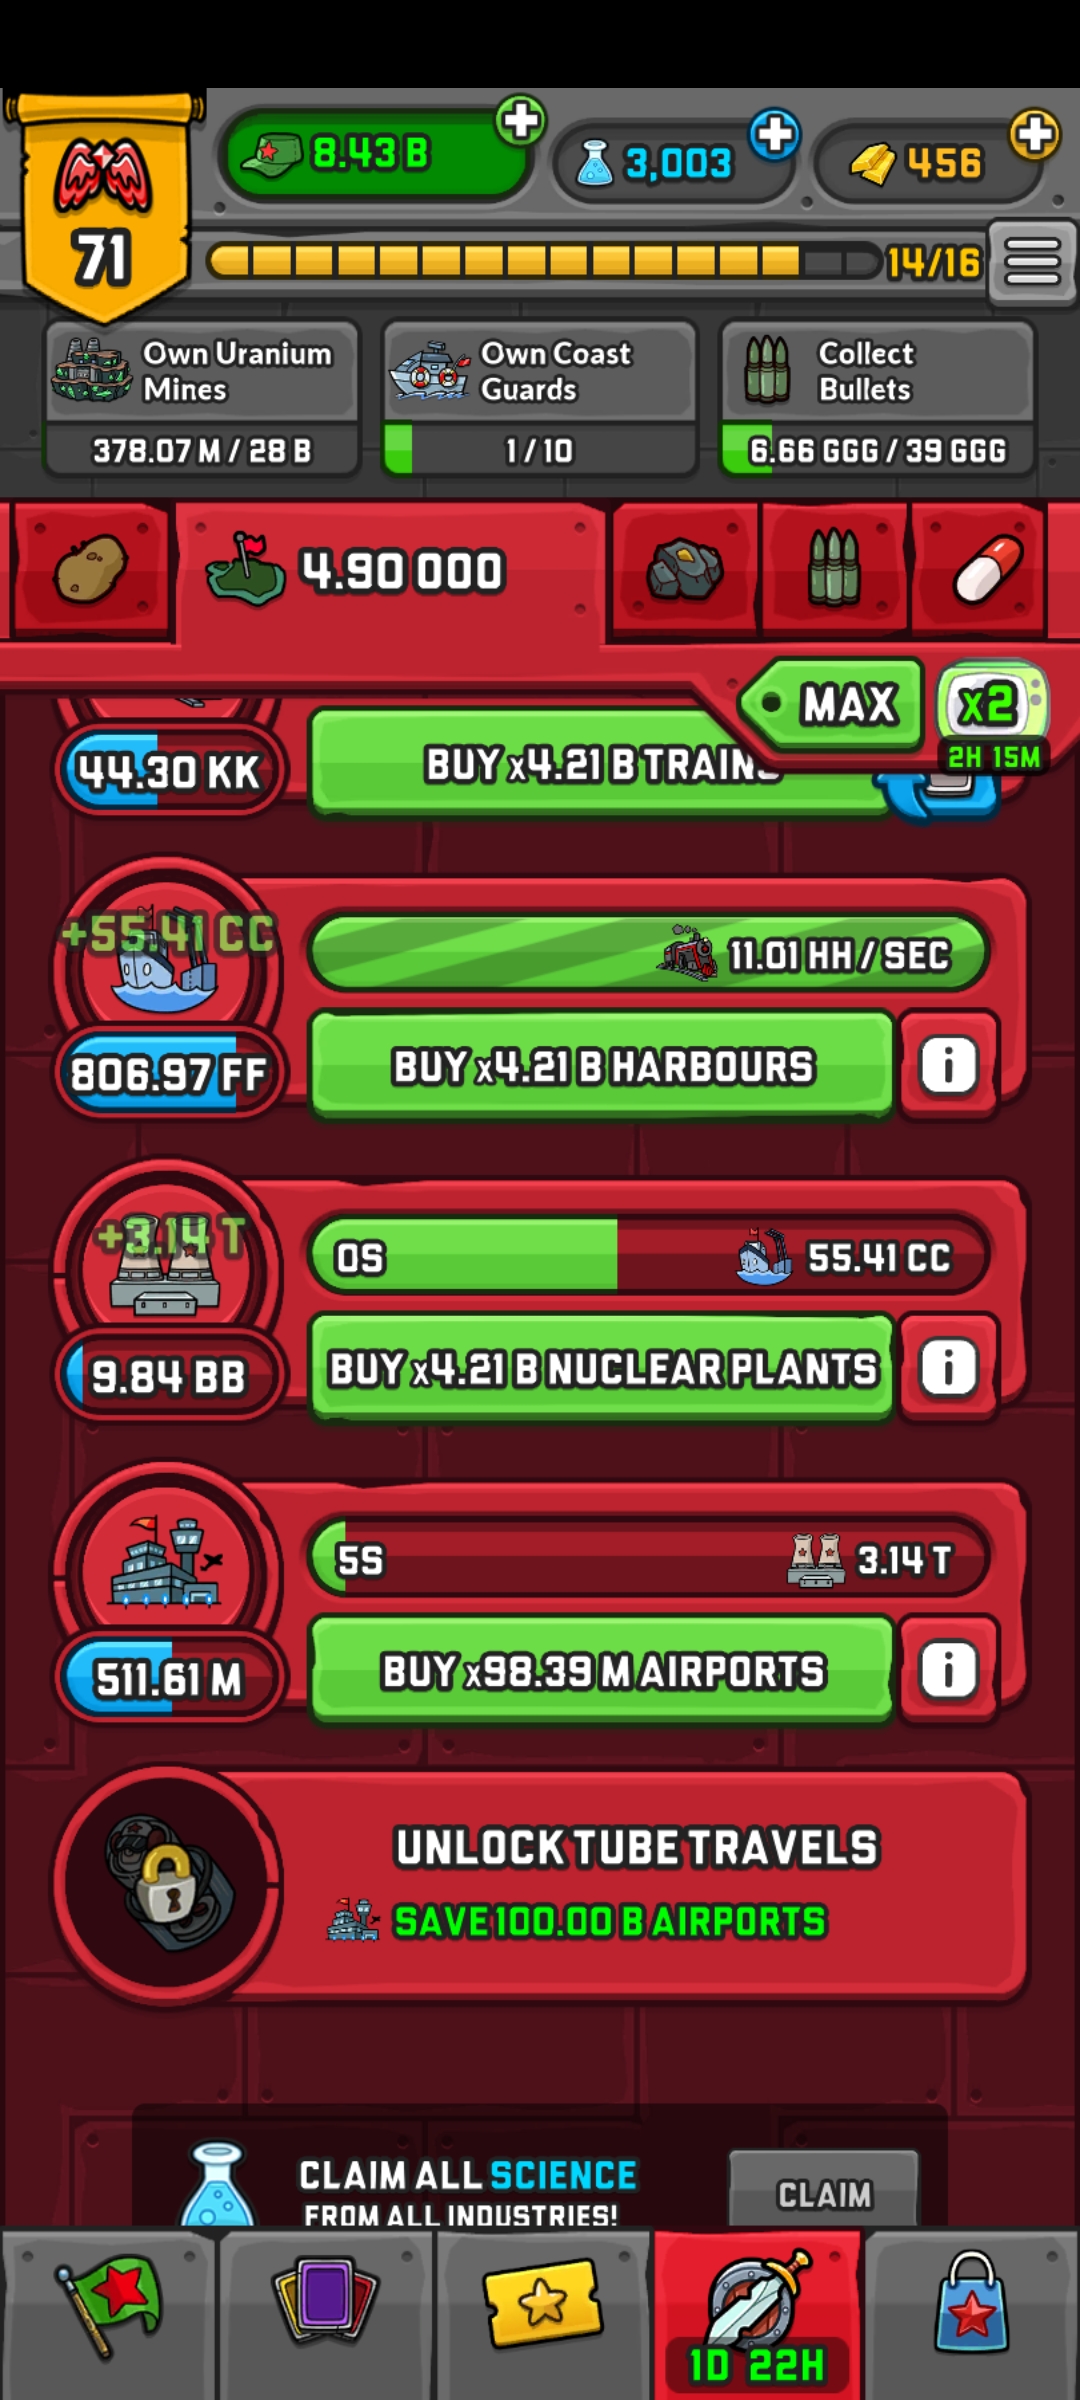 8.43 B
3,003
456
71
14/16
Own Uranium
Mines
378.07 M / 28 B
Own Coast
Guards
1 / 10
Collect
Bullets
6.66 GGG / 39 GGG
4.90 OOO
MAX
x2
2H 15M
44.30 KK
BUY x4.21 B TRAINS
+55.41 CC
11.01 HH / SEC
806.97 FF
BUY x4.21 B HARBOURS
i
+3.14 T
0S
55.41 CC
9.84 BB
BUY x4.21 B NUCLEAR PLANTS
i
5S
3.14 T
511.61 M
BUY x98.39 M AIRPORTS
i
UNLOCK TUBE TRAVELS
SAVE 100.00 B AIRPORTS
CLAIM ALL SCIENCE
FROM ALL INDUSTRIES!
CLAIM
1D 22H